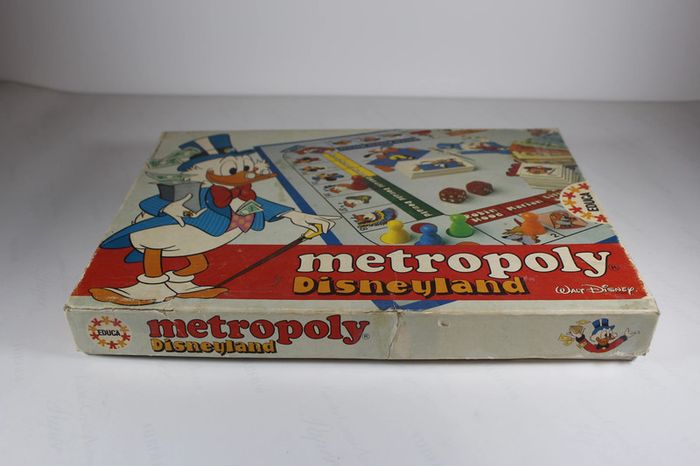 EDUCA
metropoly®
Disneyland
WALT DISNEY.
EDUCA
metropoly®
Disneyland